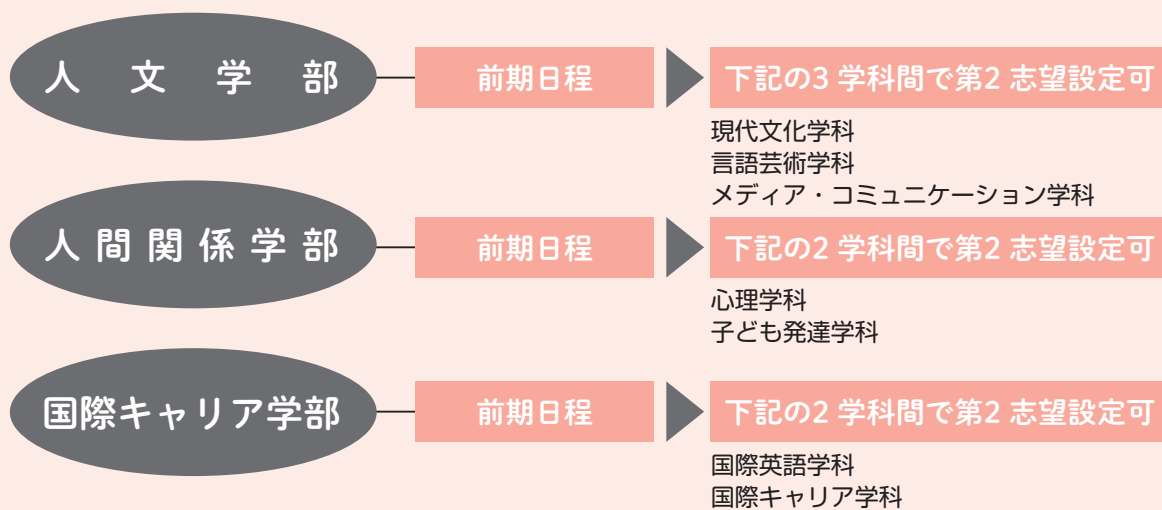 人文学部
前期日程
下記の3 学科間で第2 志望設定可
現代文化学科
言語芸術学科
メディア・コミュニケーション学科
人間関係学部
前期日程
下記の2 学科間で第2 志望設定可
心理学科
子ども発達学科
国際キャリア学部
前期日程
下記の2 学科間で第2 志望設定可
国際英語学科
国際キャリア学科